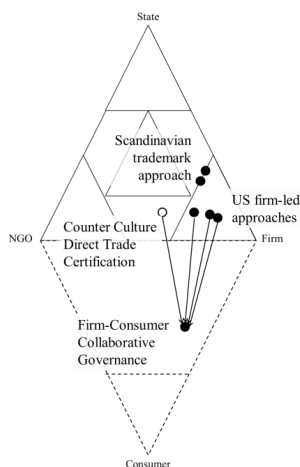 State
Scandinavian
trademark
approach
US firm-led
approaches
Counter Culture
Direct Trade
Certification
NGO
Firm
Firm-Consumer
Collaborative
Governance
Consumer